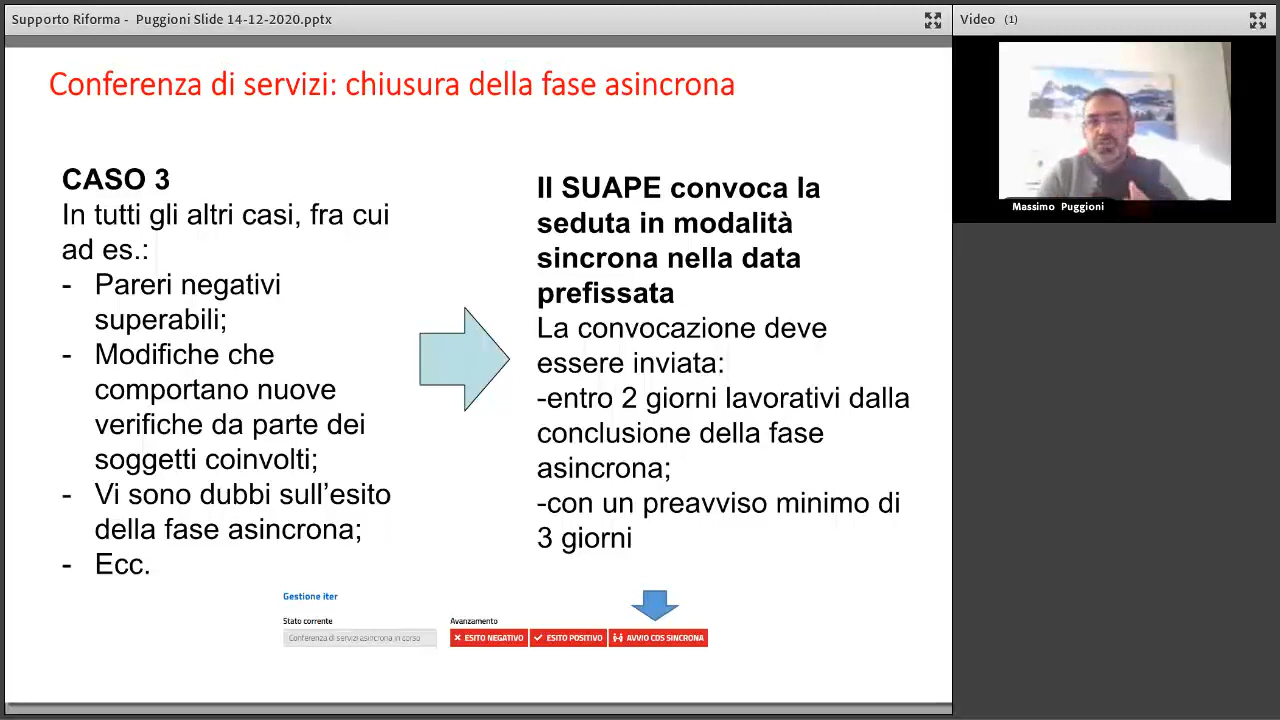 Supporto Riforma - Puggioni Slide 14-12-2020.pptx
Video (1)
Conferenza di servizi: chiusura della fase asincrona
CASO 3
In tutti gli altri casi, fra cui
ad es.:
- Pareri negativi
superabili;
- Modifiche che
comportano nuove
verifiche da parte dei
soggetti coinvolti;
- Vi sono dubbi sull'esito
della fase asincrona;
- Ecc.
Il SUAPE convoca la
seduta in modalità
sincrona nella data
prefissata
La convocazione deve
essere inviata:
-entro 2 giorni lavorativi dalla
conclusione della fase
asincrona;
-con un preavviso minimo di
3 giorni
Gestione iter
Stato corrente
Conferenza di servizi asincrona in corso
Avanzamento
ESITO NEGATIVO
ESITO POSITIVO
AVVIO CDS SINCRONA
Massimo Puggioni